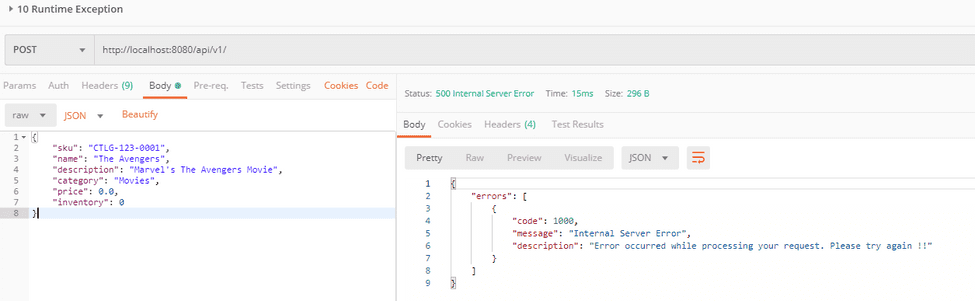 10 Runtime Exception
POST http://localhost:8080/api/v1/
Params Auth Headers (9) Body Pre-req. Tests Settings Cookies Code
raw JSON Beautify
1 {
2 "sku": "CTLG-123-0001",
3 "name": "The Avengers",
4 "description": "Marvel's The Avengers Movie",
5 "category": "Movies",
6 "price": 0.0,
7 "inventory": 0
8 }
Status: 500 Internal Server Error Time: 15ms Size: 296 B
Body Cookies Headers (4) Test Results
Pretty Raw Preview Visualize JSON
1 {
2 "errors": [
3 {
4 "code": 1000,
5 "message": "Internal Server Error",
6 "description": "Error occurred while processing your request. Please try again !!"
7 }
8 ]
9 }